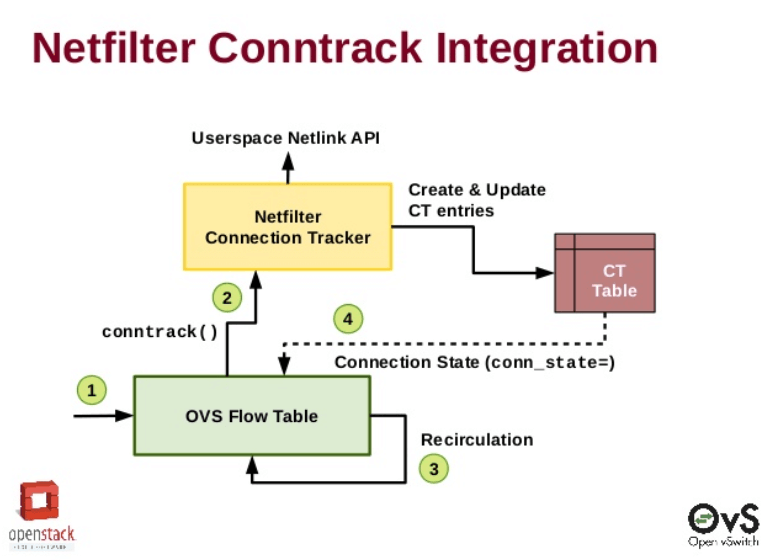 Netfilter Conntrack Integration
Userspace Netlink API
Create & Update
CT entries
Netfilter
Connection Tracker
CT
Table
2
conntrack()
4
Connection State (conn_state=)
1
OVS Flow Table
Recirculation
3
openstack
OvS
Open vSwitch